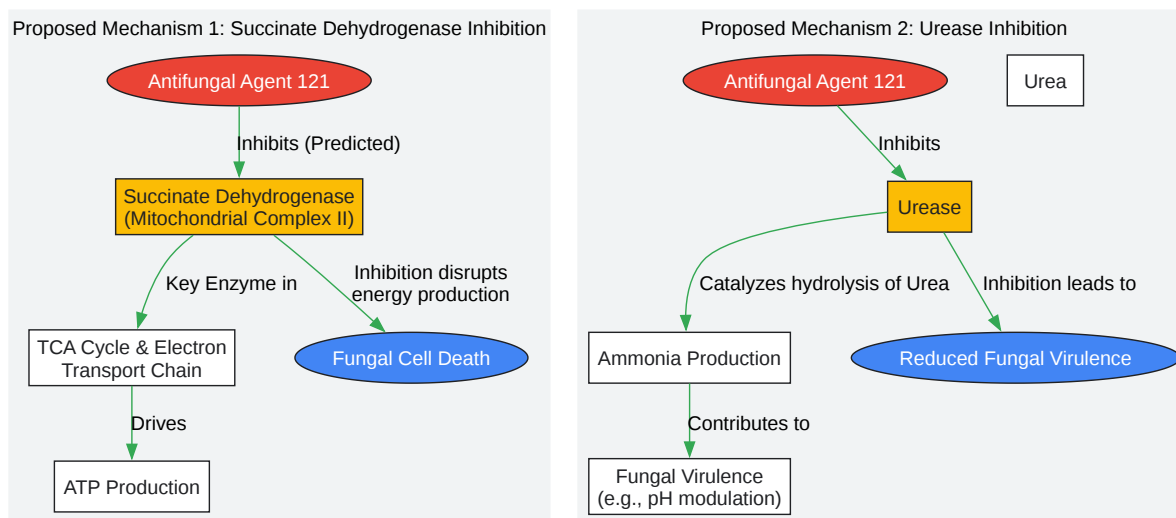 Proposed Mechanism 1: Succinate Dehydrogenase Inhibition
Antifungal Agent 121
Inhibits (Predicted)
Succinate Dehydrogenase
(Mitochondrial Complex II)
Key Enzyme in
Inhibition disrupts
energy production
TCA Cycle & Electron
Transport Chain
Fungal Cell Death
Drives
ATP Production
Proposed Mechanism 2: Urease Inhibition
Antifungal Agent 121
Urea
Inhibits
Urease
Catalyzes hydrolysis of Urea
Inhibition leads to
Ammonia Production
Reduced Fungal Virulence
Contributes to
Fungal Virulence
(e.g., pH modulation)